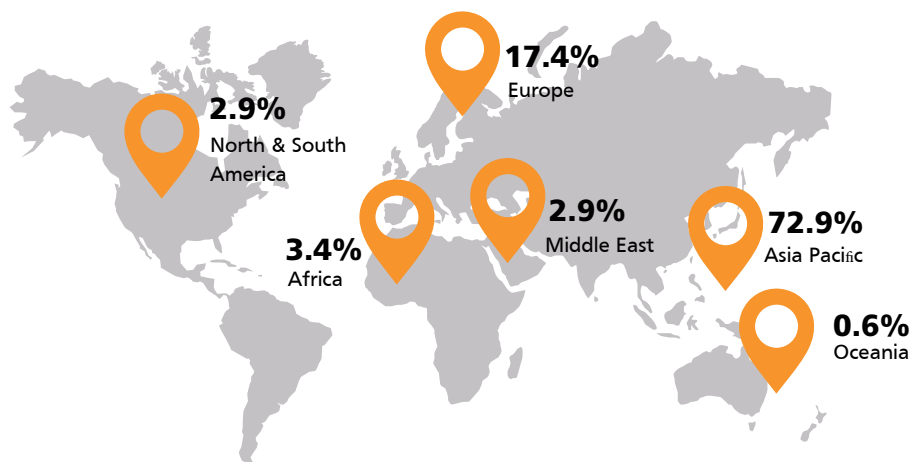 17.4%
Europe
2.9%
North & South
America
2.9%
Middle East
3.4%
Africa
72.9%
Asia Pacific
0.6%
Oceania